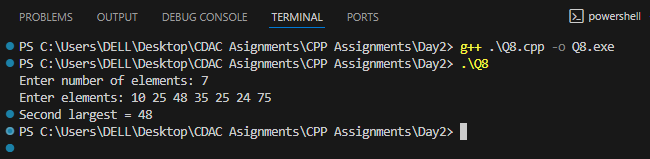 PROBLEMS OUTPUT DEBUG CONSOLE TERMINAL PORTS powershell
PS C:\Users\DELL\Desktop\CDAC Asignments\CPP Assignments\Day2> g++ .\Q8.cpp -o Q8.exe
PS C:\Users\DELL\Desktop\CDAC Asignments\CPP Assignments\Day2> .\Q8
Enter number of elements: 7
Enter elements: 10 25 48 35 25 24 75
Second largest = 48
PS C:\Users\DELL\Desktop\CDAC Asignments\CPP Assignments\Day2>